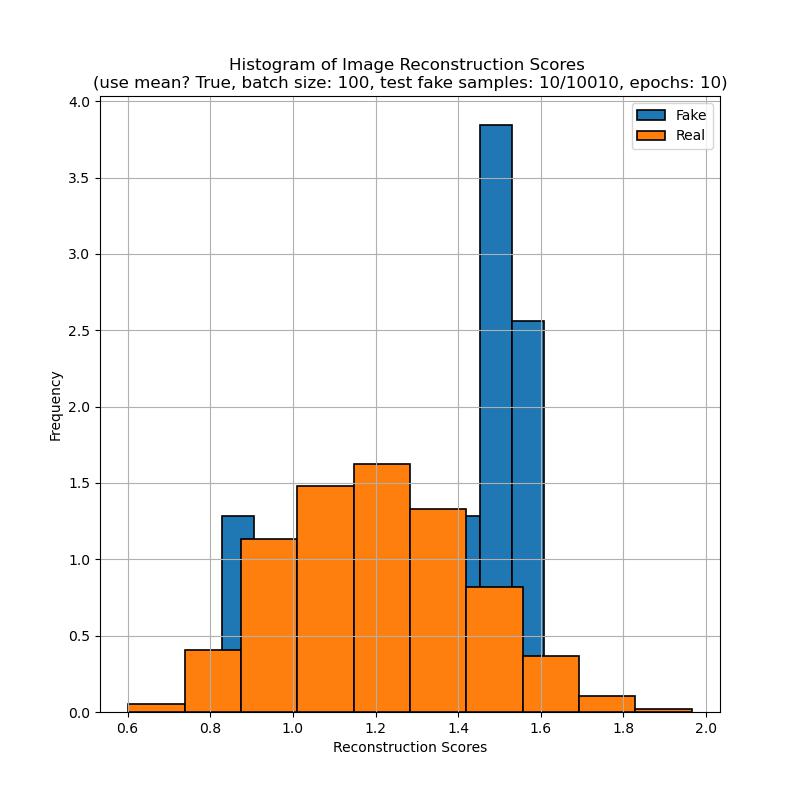 Histogram of Image Reconstruction Scores
(use mean? True, batch size: 100, test fake samples: 10/10010, epochs: 10)
Fake
Real
4.0
3.5
3.0
2.5
2.0
1.5
1.0
0.5
0.0
Frequency
0.6 0.8 1.0 1.2 1.4 1.6 1.8 2.0
Reconstruction Scores